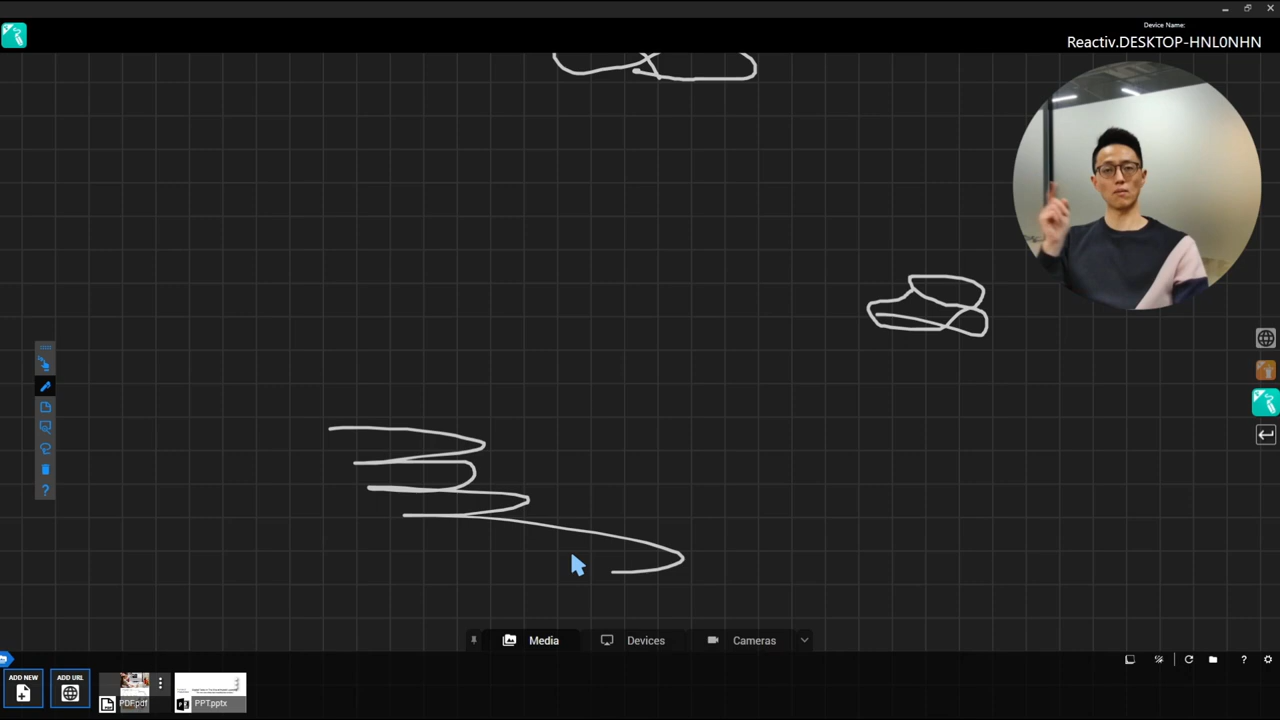 Device Name:
Reactiv.DESKTOP-HNL0NHN
Media
Devices
Cameras
?
ADD NEW
ADD URL
PDF.pdf
PPT.pptx
?